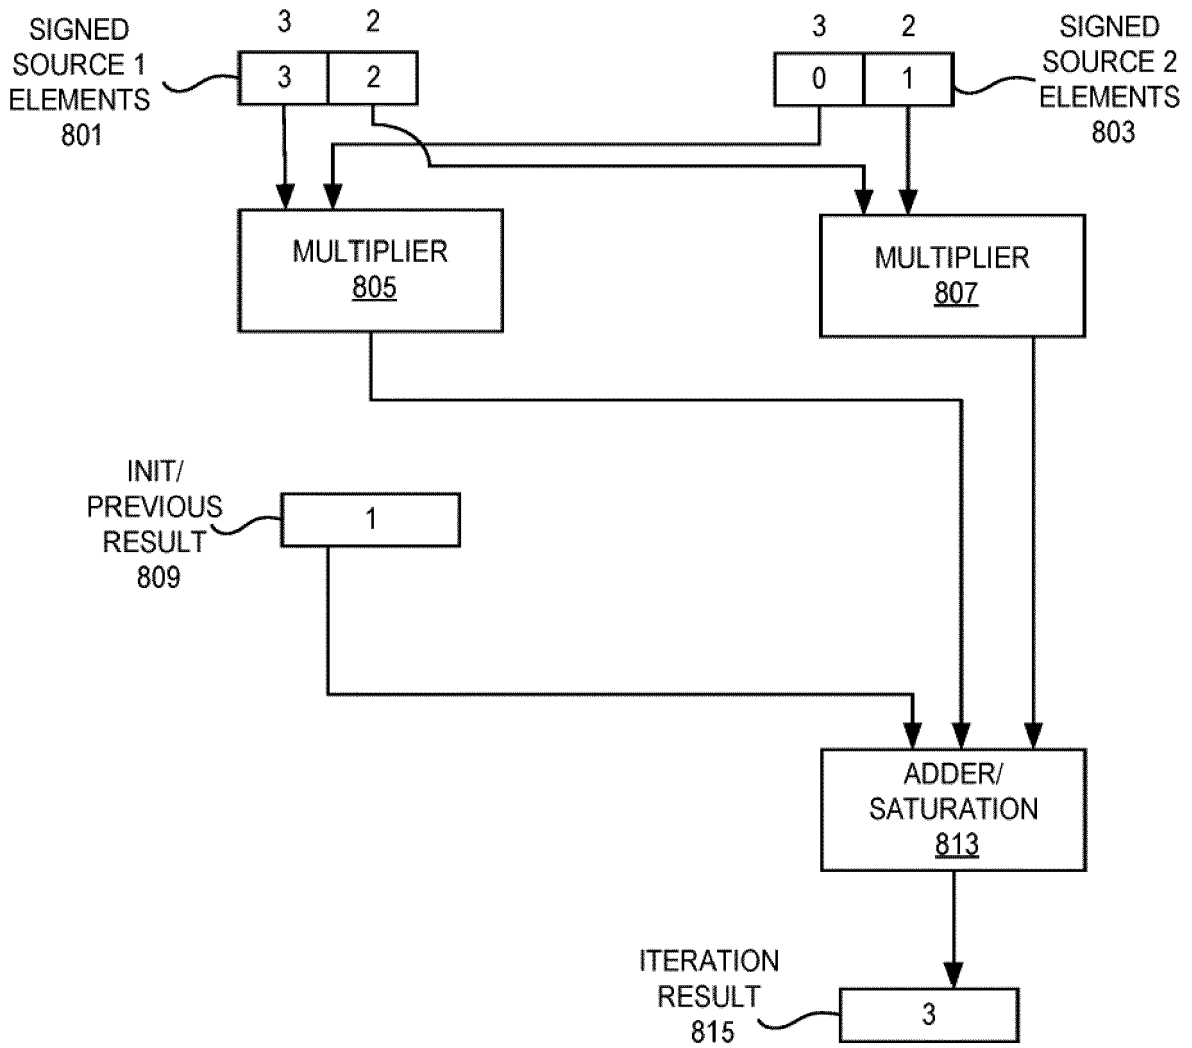 SIGNED
SOURCE 1
ELEMENTS
801
3 2
3 2
3 2
0 1
SIGNED
SOURCE 2
ELEMENTS
803
MULTIPLIER
805
MULTIPLIER
807
INIT/
PREVIOUS
RESULT
809
1
ADDER/
SATURATION
813
ITERATION
RESULT
815
3